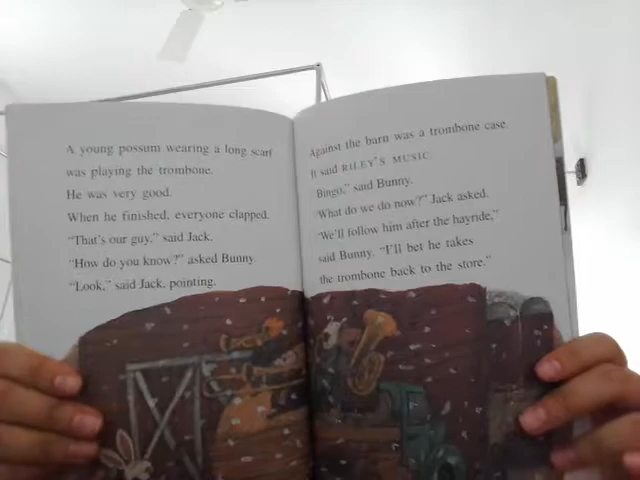 A young possum wearing a long scarf
was playing the trombone.
He was very good.
When he finished, everyone clapped.
"That's our guy," said Jack.
"How do you know?" asked Bunny.
"Look," said Jack, pointing.
Against the barn was a trombone case.
It said RILEY'S MUSIC.
"Bingo," said Bunny.
"What do we do now?" Jack asked.
"We'll follow him after the hayride,"
said Bunny. "I'll bet he takes
the trombone back to the store."